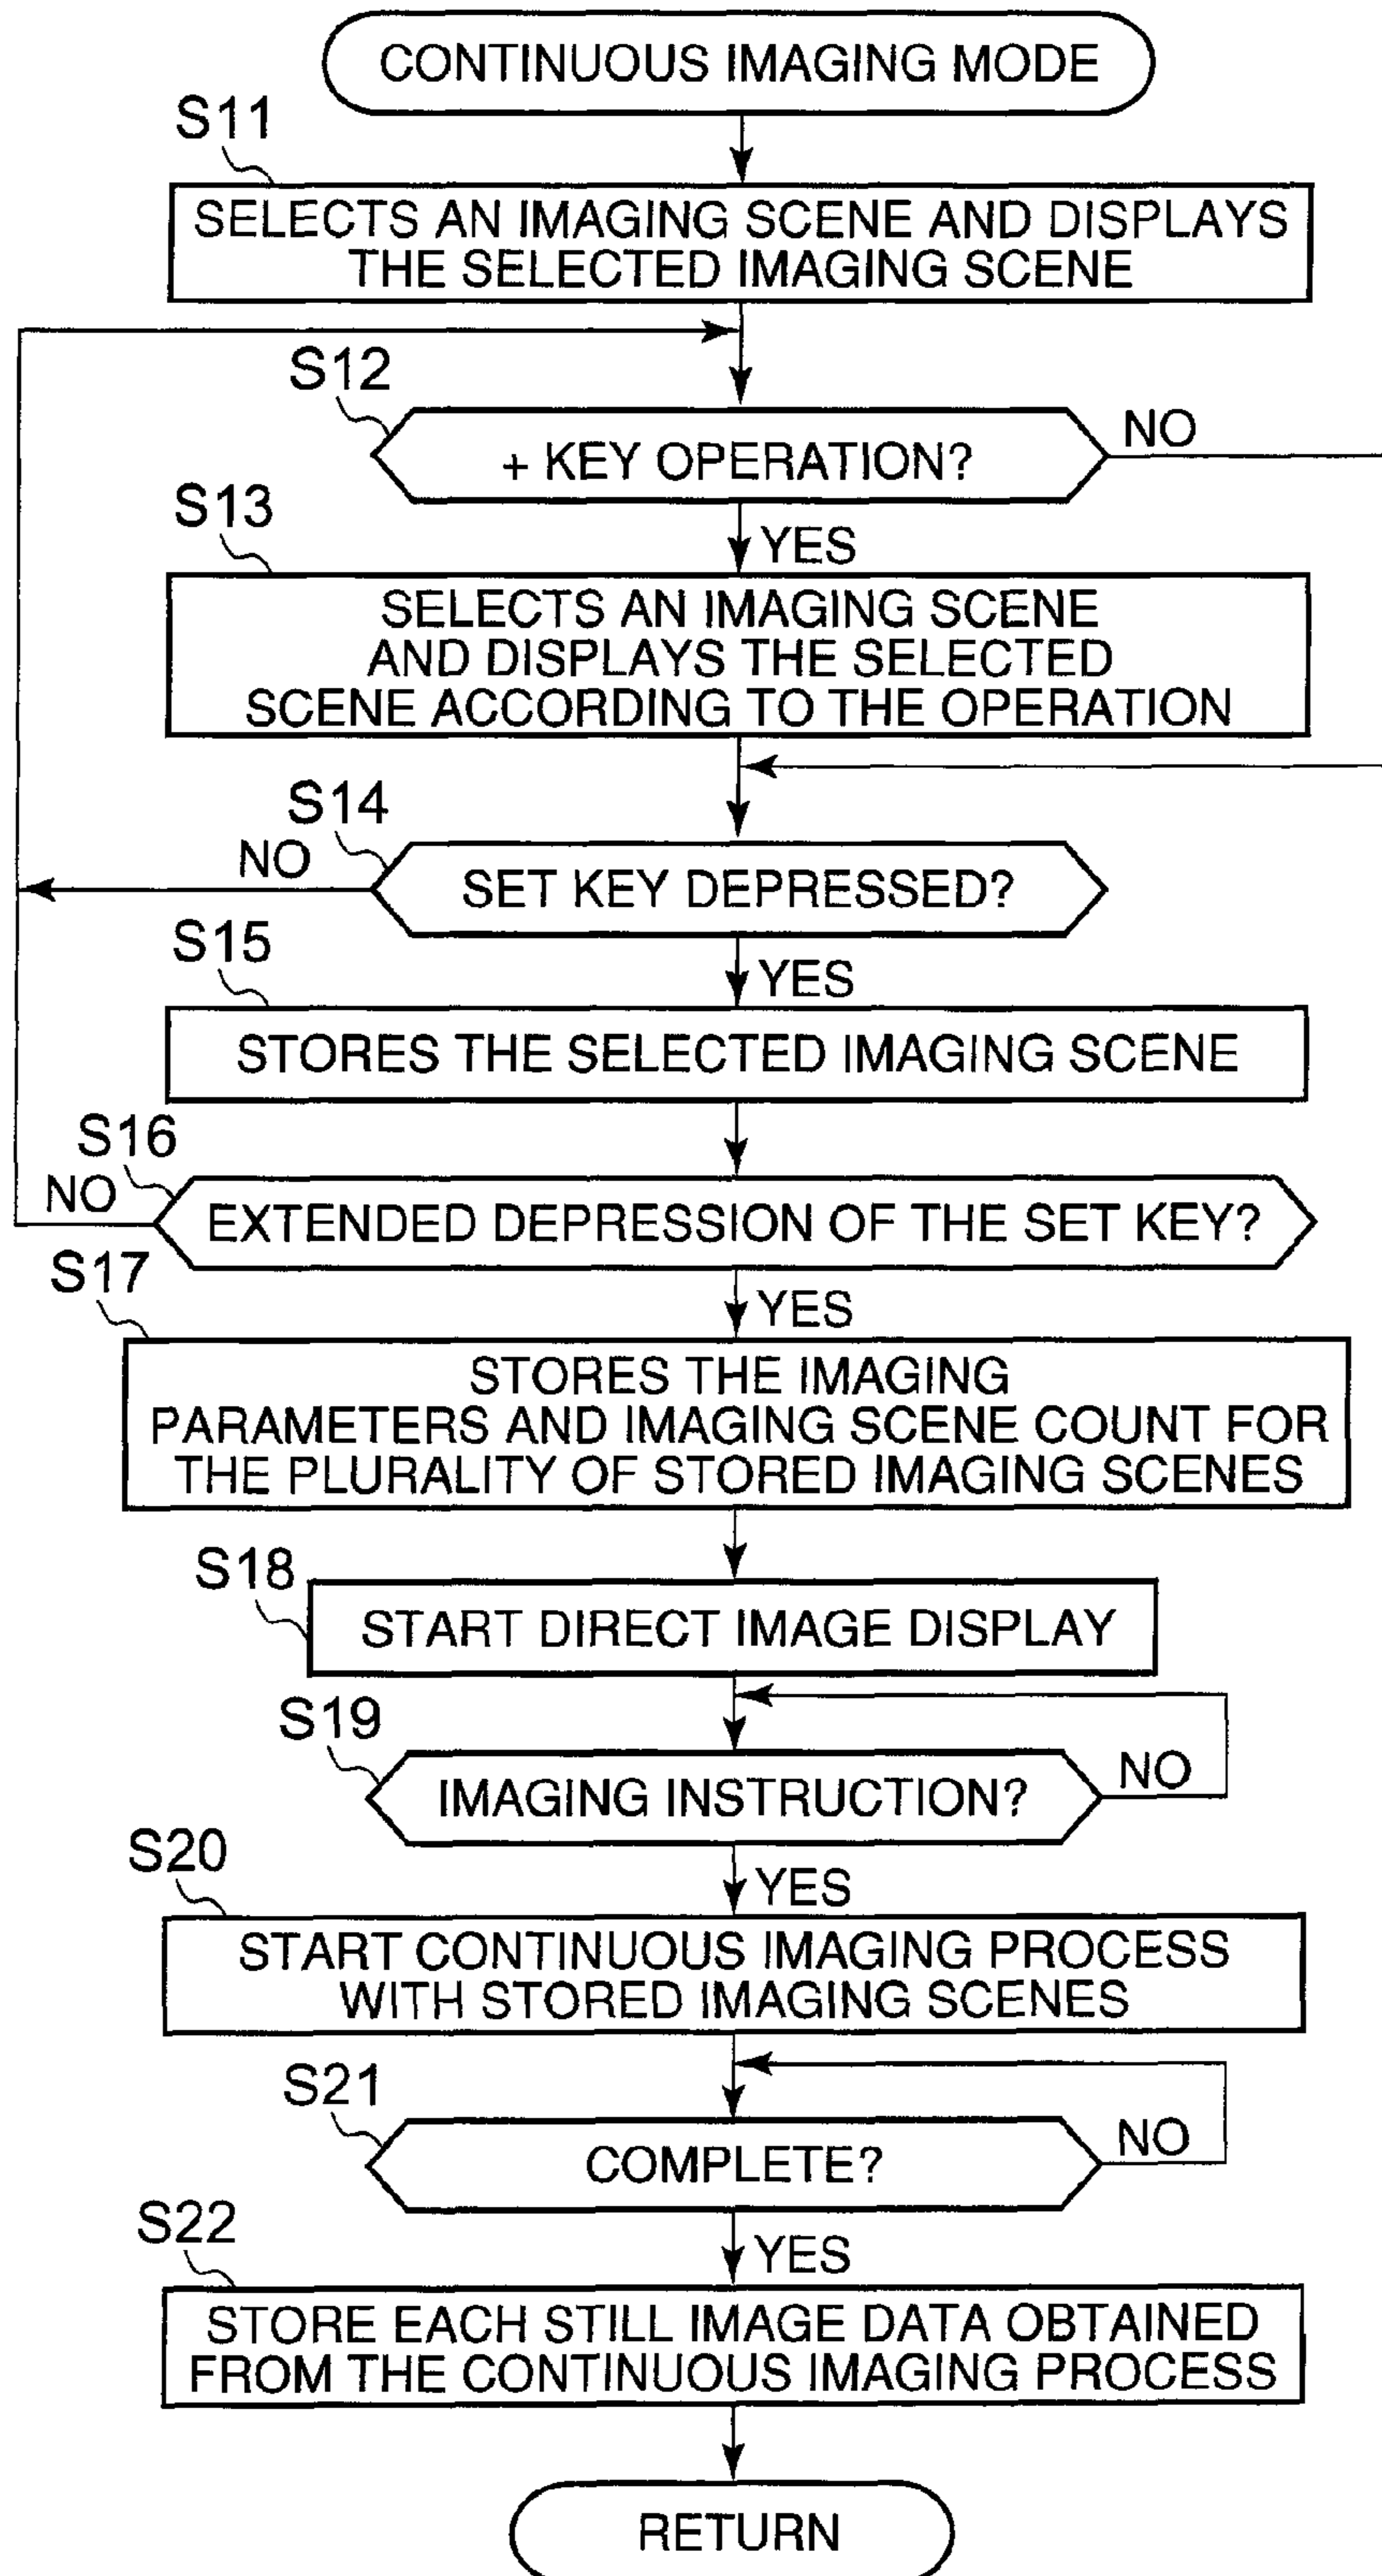 CONTINUOUS IMAGING MODE
S11
SELECTS AN IMAGING SCENE AND DISPLAYS
THE SELECTED IMAGING SCENE
S12
+ KEY OPERATION?
NO
YES
S13
SELECTS AN IMAGING SCENE
AND DISPLAYS THE SELECTED
SCENE ACCORDING TO THE OPERATION
S14
NO
SET KEY DEPRESSED?
YES
S15
STORES THE SELECTED IMAGING SCENE
S16
NO
EXTENDED DEPRESSION OF THE SET KEY?
YES
S17
STORES THE IMAGING
PARAMETERS AND IMAGING SCENE COUNT FOR
THE PLURALITY OF STORED IMAGING SCENES
S18
START DIRECT IMAGE DISPLAY
S19
IMAGING INSTRUCTION?
NO
YES
S20
START CONTINUOUS IMAGING PROCESS
WITH STORED IMAGING SCENES
S21
COMPLETE?
NO
YES
S22
STORE EACH STILL IMAGE DATA OBTAINED
FROM THE CONTINUOUS IMAGING PROCESS
RETURN